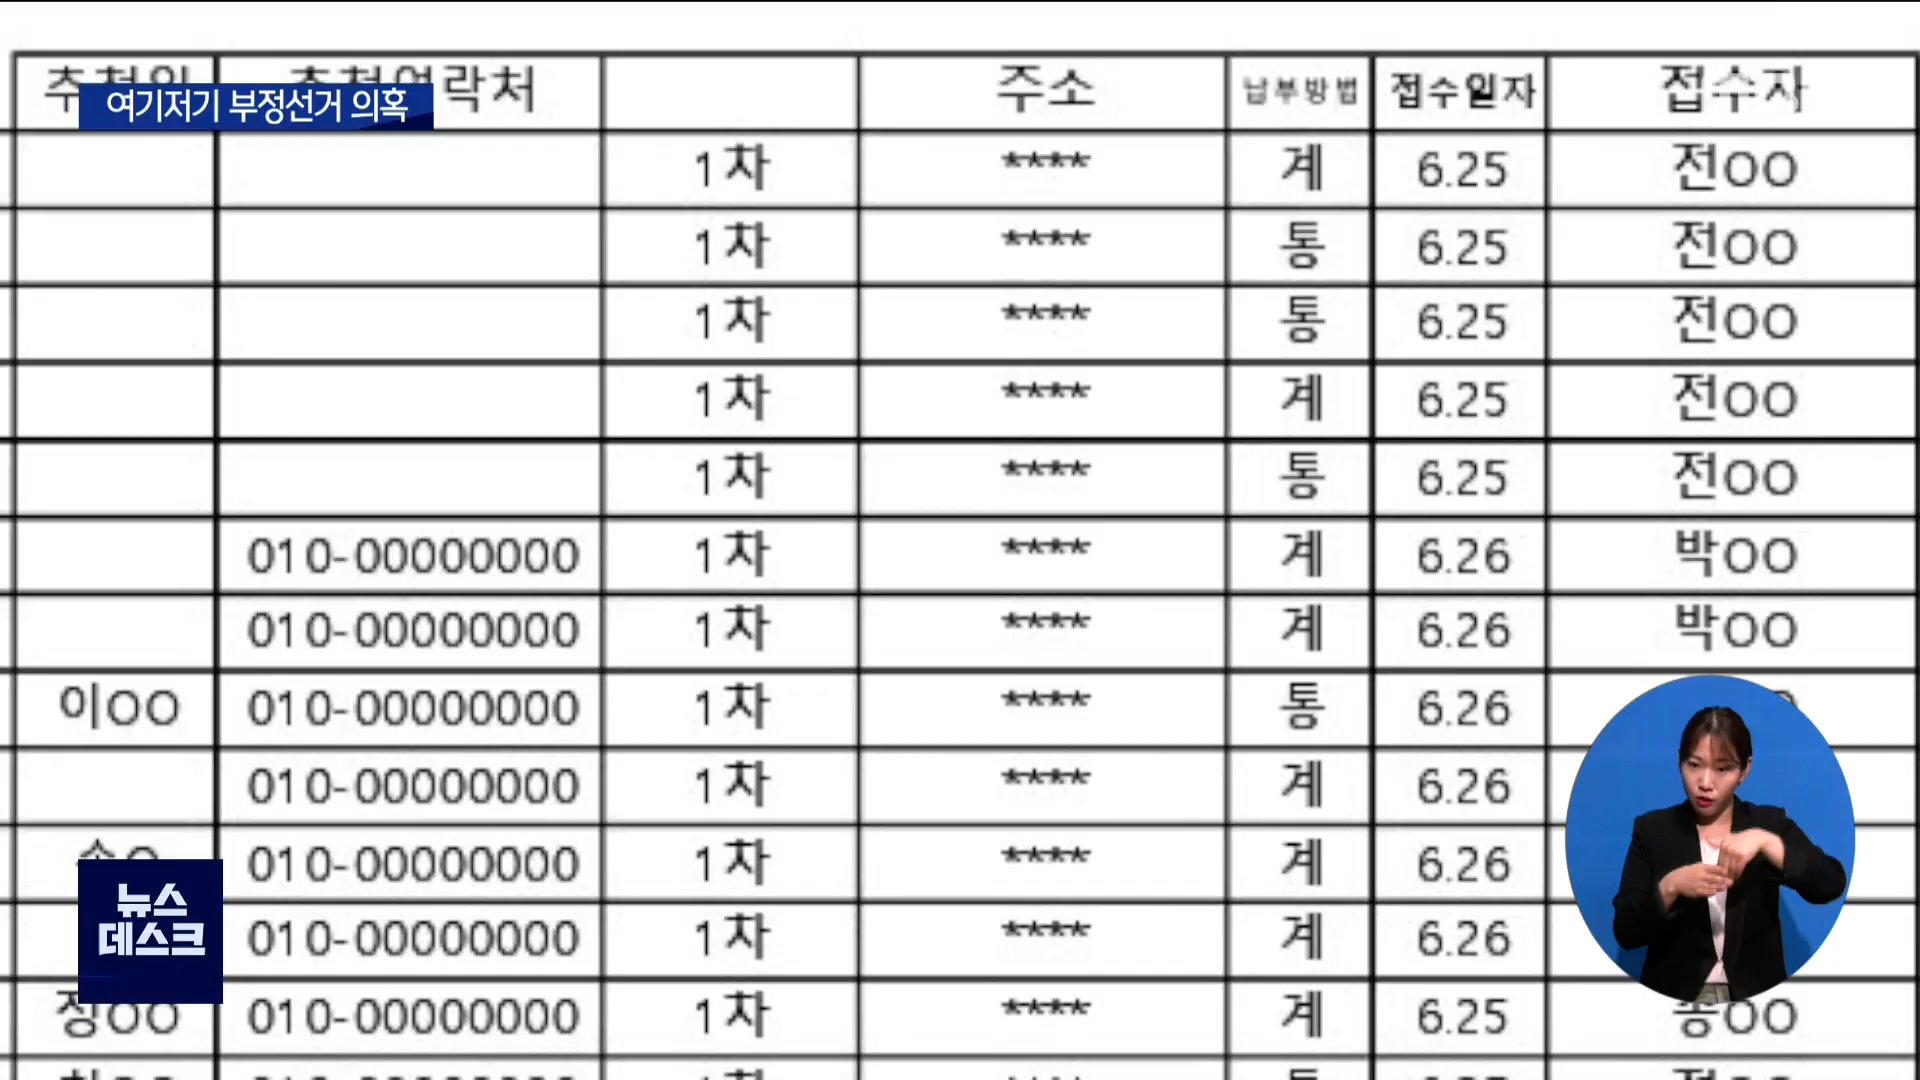 여기저기 부정선거 의혹
주소 납부방법 접수일자 접수자
1차 **** 계 6.25 전OO
1차 **** 통 6.25 전OO
1차 **** 통 6.25 전OO
1차 **** 계 6.25 전OO
1차 **** 통 6.25 전OO
010-00000000 1차 **** 계 6.26 박OO
010-00000000 1차 **** 계 6.26 박OO
이OO 010-00000000 1차 **** 통 6.26
010-00000000 1차 **** 계 6.26
010-00000000 1차 **** 계 6.26
010-00000000 1차 **** 계 6.26
010-00000000 1차 **** 계 6.25
뉴스
데스크